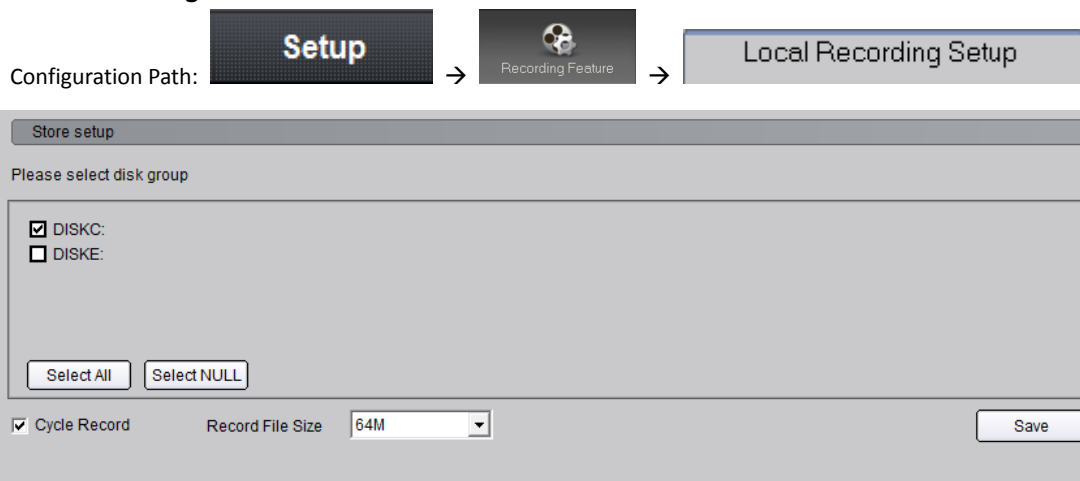 Configuration Path: Setup → Recording Feature → Local Recording Setup
Store setup
Please select disk group
DISKC:
DISKE:
Select All Select NULL
Cycle Record Record File Size 64M Save